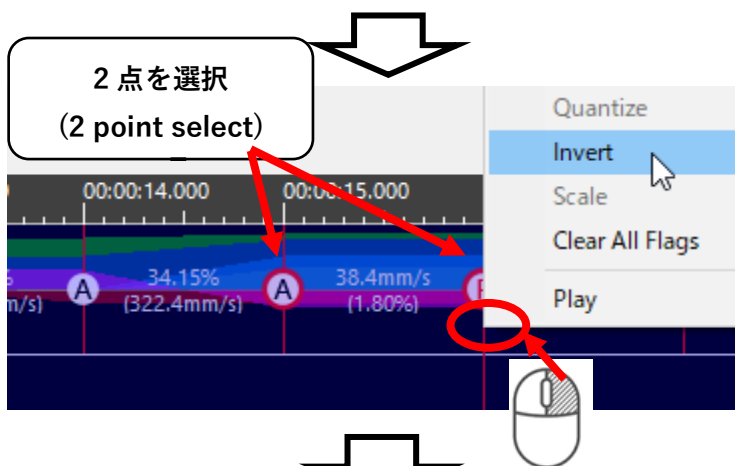 2 点を選択
(2 point select)
Quantize
Invert
Scale
Clear All Flags
Play
00:00:14.000
00:00:15.000
A
34.15%
(322.4mm/s)
A
38.4mm/s
(1.80%)
m/s)